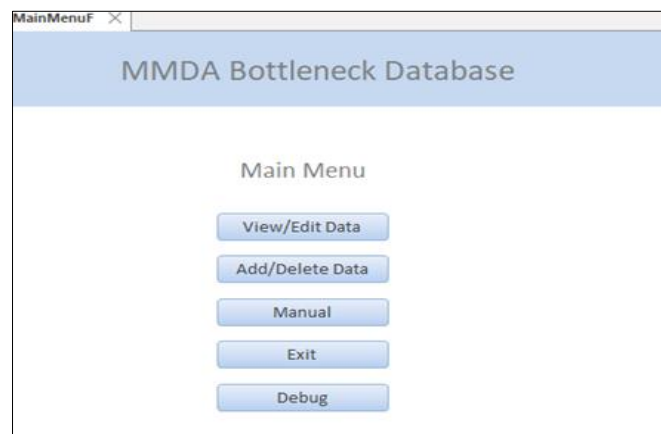 MainMenuF
MMDA Bottleneck Database
Main Menu
View/Edit Data
Add/Delete Data
Manual
Exit
Debug